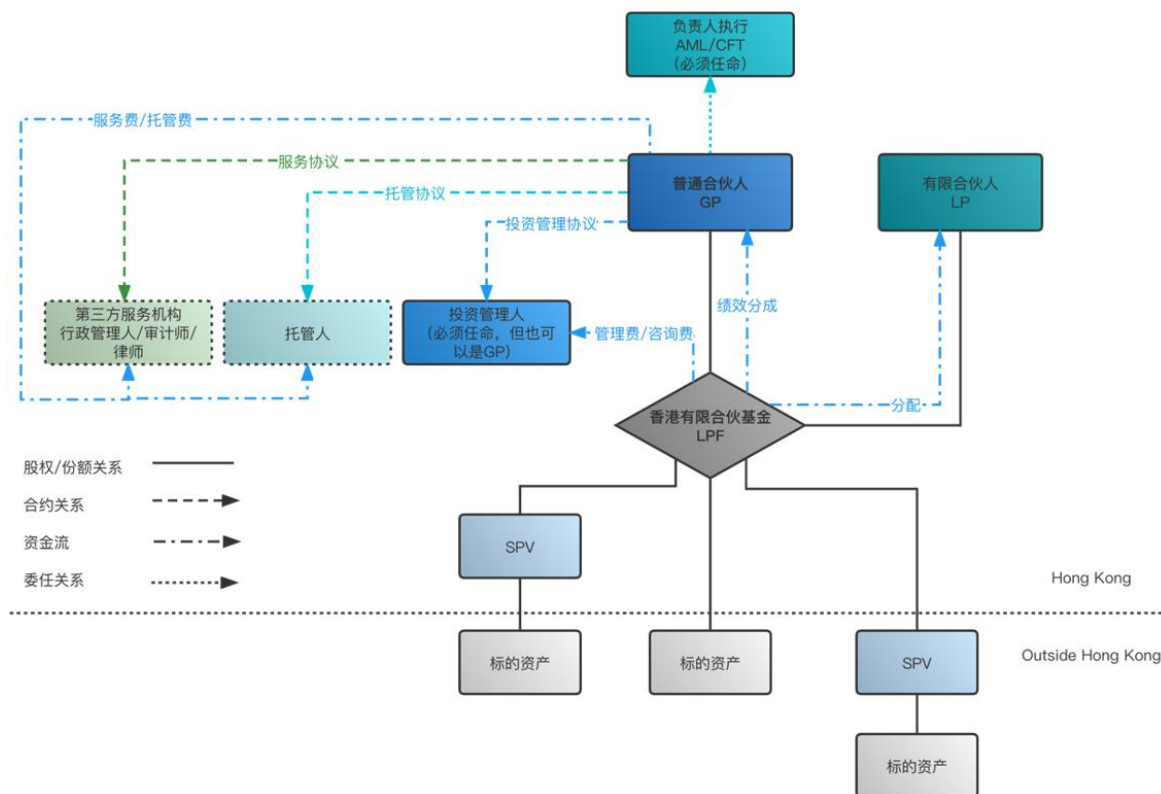 负责人执行
AML/CFT
（必须任命）
服务费/托管费
服务协议
托管协议
投资管理协议
普通合伙人
GP
有限合伙人
LP
第三方服务机构
行政管理人/审计师/
律师
托管人
投资管理人
（必须任命，但也可
以是GP）
管理费/咨询费
绩效分成
分配
香港有限合伙基金
LPF
股权/份额关系
合约关系
资金流
委任关系
SPV
Hong Kong
标的资产
标的资产
SPV
Outside Hong Kong
标的资产